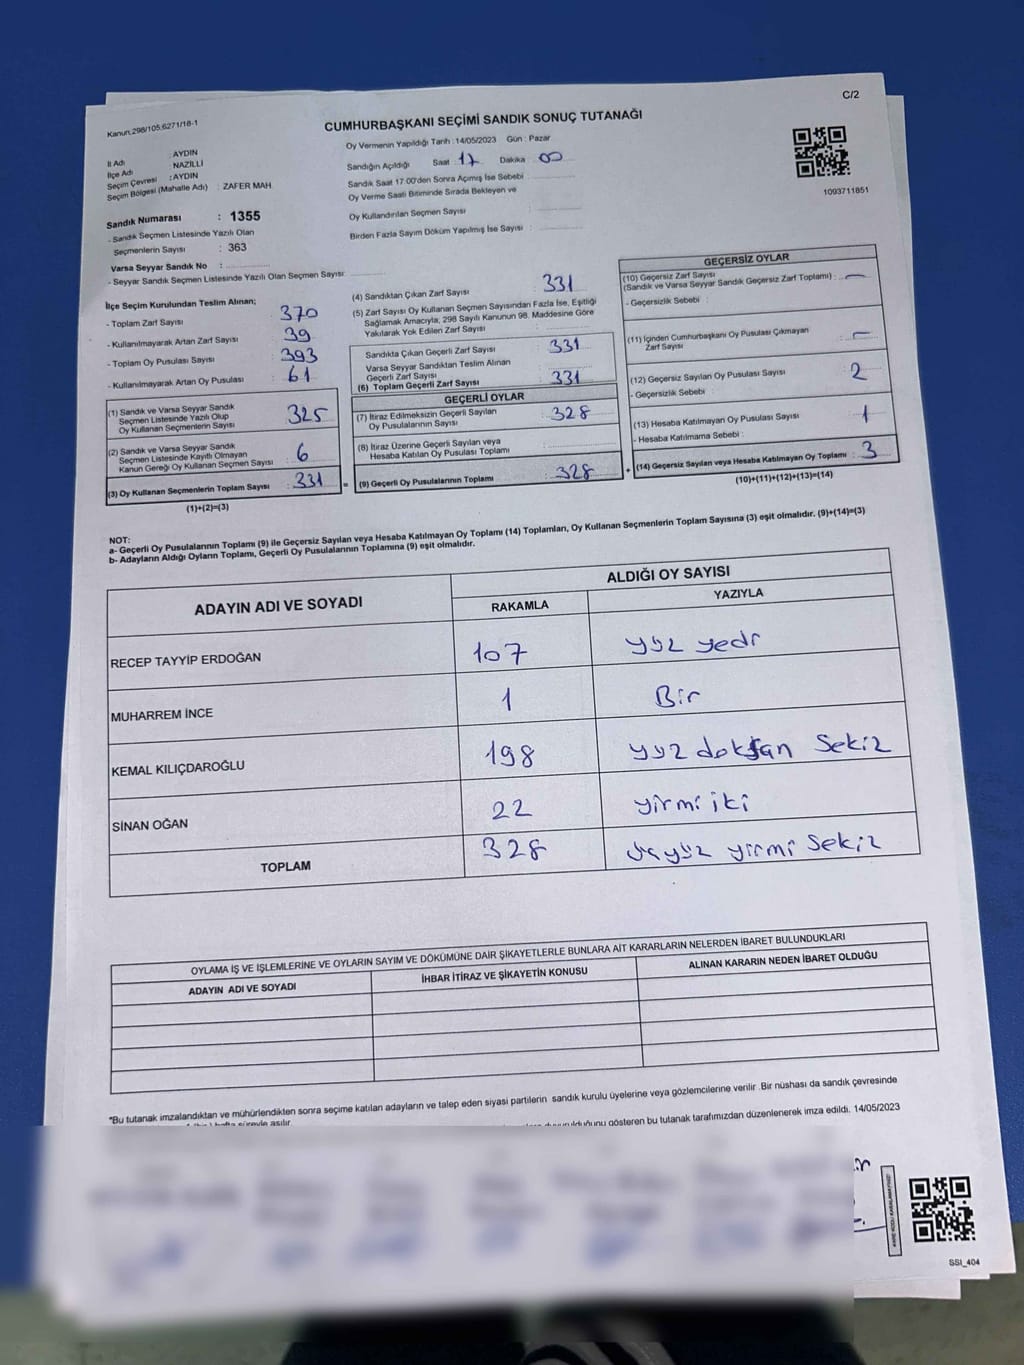 C/2
Kanun.298/105,6271/18-1
CUMHURBAŞKANI SEÇİMİ SANDIK SONUÇ TUTANAĞI
İl Adı : AYDIN
İlçe Adı NAZİLLİ
Seçim Çevresi : AYDIN
Seçim Bölgesi (Mahalle Adı) : ZAFER MAH.
Sandık Numarası : 1355
- Sandık Seçmen Listesinde Yazılı Olan
Seçmenlerin Sayısı : 363
Varsa Seyyar Sandık No :
- Seyyar Sandık Seçmen Listesinde Yazılı Olan Seçmen Sayısı:
Oy Vermenin Yapıldığı Tarih :14/05/2023 Gün : Pazar
Sandığın Açıldığı Saat 17 Dakika 00
Sandık Saat 17:00'den Sonra Açımış İse Sebebi
Oy Verme Saati Bitiminde Sırada Bekleyen ve
Oy Kullandırılan Seçmen Sayısı
Birden Fazla Sayım Döküm Yapılmış İse Sayısı :
1093711851
İlçe Seçim Kurulundan Teslim Alınan;
- Toplam Zarf Sayısı : 370
- Kullanılmayarak Artan Zarf Sayısı : 39
- Toplam Oy Pusulası Sayısı : 393
- Kullanılmayarak Artan Oy Pusulası : 61
(1) Sandık ve Varsa Seyyar Sandık
Seçmen Listesinde Yazılı Olup
Oy Kullanan Seçmenlerin Sayısı : 325
(2) Sandık ve Varsa Seyyar Sandık
Seçmen Listesinde Kayıtlı Olmayan
Kanun Gereği Oy Kullanan Seçmen Sayısı : 6
(3) Oy Kullanan Seçmenlerin Toplam Sayısı : 331
(1)+(2)=(3)
(4) Sandıktan Çıkan Zarf Sayısı : 331
(5) Zarf Sayısı Oy Kullanan Seçmen Sayısından Fazla İse, Eşitliği
Sağlamak Amacıyla, 298 Sayılı Kanunun 98. Maddesine Göre
Yakılarak Yok Edilen Zarf Sayısı :
Sandıkta Çıkan Geçerli Zarf Sayısı : 331
Varsa Seyyar Sandıktan Teslim Alınan
Geçerli Zarf Sayısı
(6) Toplam Geçerli Zarf Sayısı : 331
GEÇERLİ OYLAR
(7) İtiraz Edilmeksizin Geçerli Sayılan
Oy Pusulalarının Sayısı : 328
(8) İtiraz Üzerine Geçerli Sayılan veya
Hesaba Katılan Oy Pusulası Toplamı
= (9) Geçerli Oy Pusulalarının Toplamı : 328
GEÇERSİZ OYLAR
(10) Geçersiz Zarf Sayısı
(Sandık ve Varsa Seyyar Sandık Geçersiz Zarf Toplamı) : —
- Geçersizlik Sebebi :
(11) İçinden Cumhurbaşkanı Oy Pusulası Çıkmayan
Zarf Sayısı : —
(12) Geçersiz Sayılan Oy Pusulası Sayısı : 2
- Geçersizlik Sebebi :
(13) Hesaba Katılmayan Oy Pusulası Sayısı : 1
- Hesaba Katılmama Sebebi :
+ (14) Geçersiz Sayılan veya Hesaba Katılmayan Oy Toplamı : 3
(10)+(11)+(12)+(13)=(14)
NOT:
a- Geçerli Oy Pusulalarının Toplamı (9) ile Geçersiz Sayılan veya Hesaba Katılmayan Oy Toplamı (14) Toplamları, Oy Kullanan Seçmenlerin Toplam Sayısına (3) eşit olmalıdır. (9)+(14)=(3)
b- Adayların Aldığı Oyların Toplamı, Geçerli Oy Pusulalarının Toplamına (9) eşit olmalıdır.
ADAYIN ADI VE SOYADI ALDIĞI OY SAYISI
RAKAMLA YAZIYLA
RECEP TAYYİP ERDOĞAN 107 yüz yedi
MUHARREM İNCE 1 Bir
KEMAL KILIÇDAROĞLU 198 yüz doksan sekiz
SİNAN OĞAN 22 yirmi iki
TOPLAM 328 üçyüz yirmi sekiz
OYLAMA İŞ VE İŞLEMLERİNE VE OYLARIN SAYIM VE DÖKÜMÜNE DAİR ŞİKAYETLERLE BUNLARA AİT KARARLARIN NELERDEN İBARET BULUNDUKLARI
ADAYIN ADI VE SOYADI İHBAR İTİRAZ VE ŞİKAYETİN KONUSU ALINAN KARARIN NEDEN İBARET OLDUĞU
*Bu tutanak imzalandıktan ve mühürlendikten sonra seçime katılan adayların ve talep eden siyasi partilerin sandık kurulu üyelerine veya gözlemcilerine verilir .Bir nüshası da sandık çevresinde
gösteren bu tutanak tarafımızdan düzenlenerek imza edildi. 14/05/2023
SSI_404